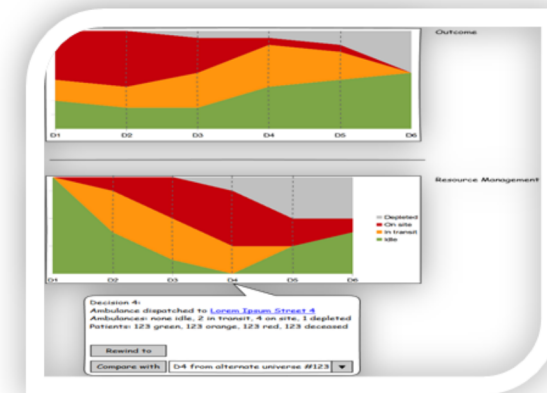 Outcome
D1 D2 D3 D4 D5 D6
Resource Management
Depleted
On site
In transit
Idle
D1 D2 D3 D4 D5 D6
Decision 4:
Ambulance dispatched to Lorem Ipsum Street 4
Ambulances: none idle, 2 in transit, 4 on site, 1 depleted
Patients: 123 green, 123 orange, 123 red, 123 deceased
Rewind to
Compare with D4 from alternate universe #123